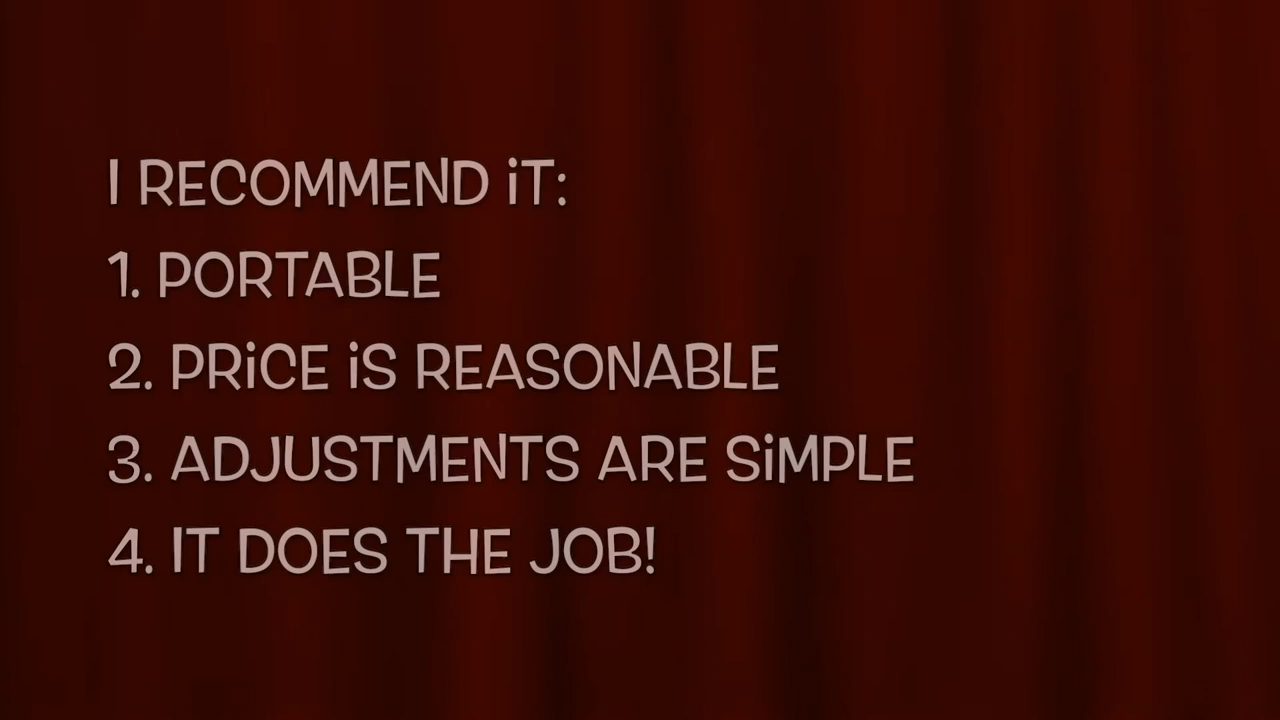 I RECOMMEND iT:
1. PORTABLE
2. PRiCE iS REASONABLE
3. ADJUSTMENTS ARE SiMPLE
4. IT DOES THE JOB!